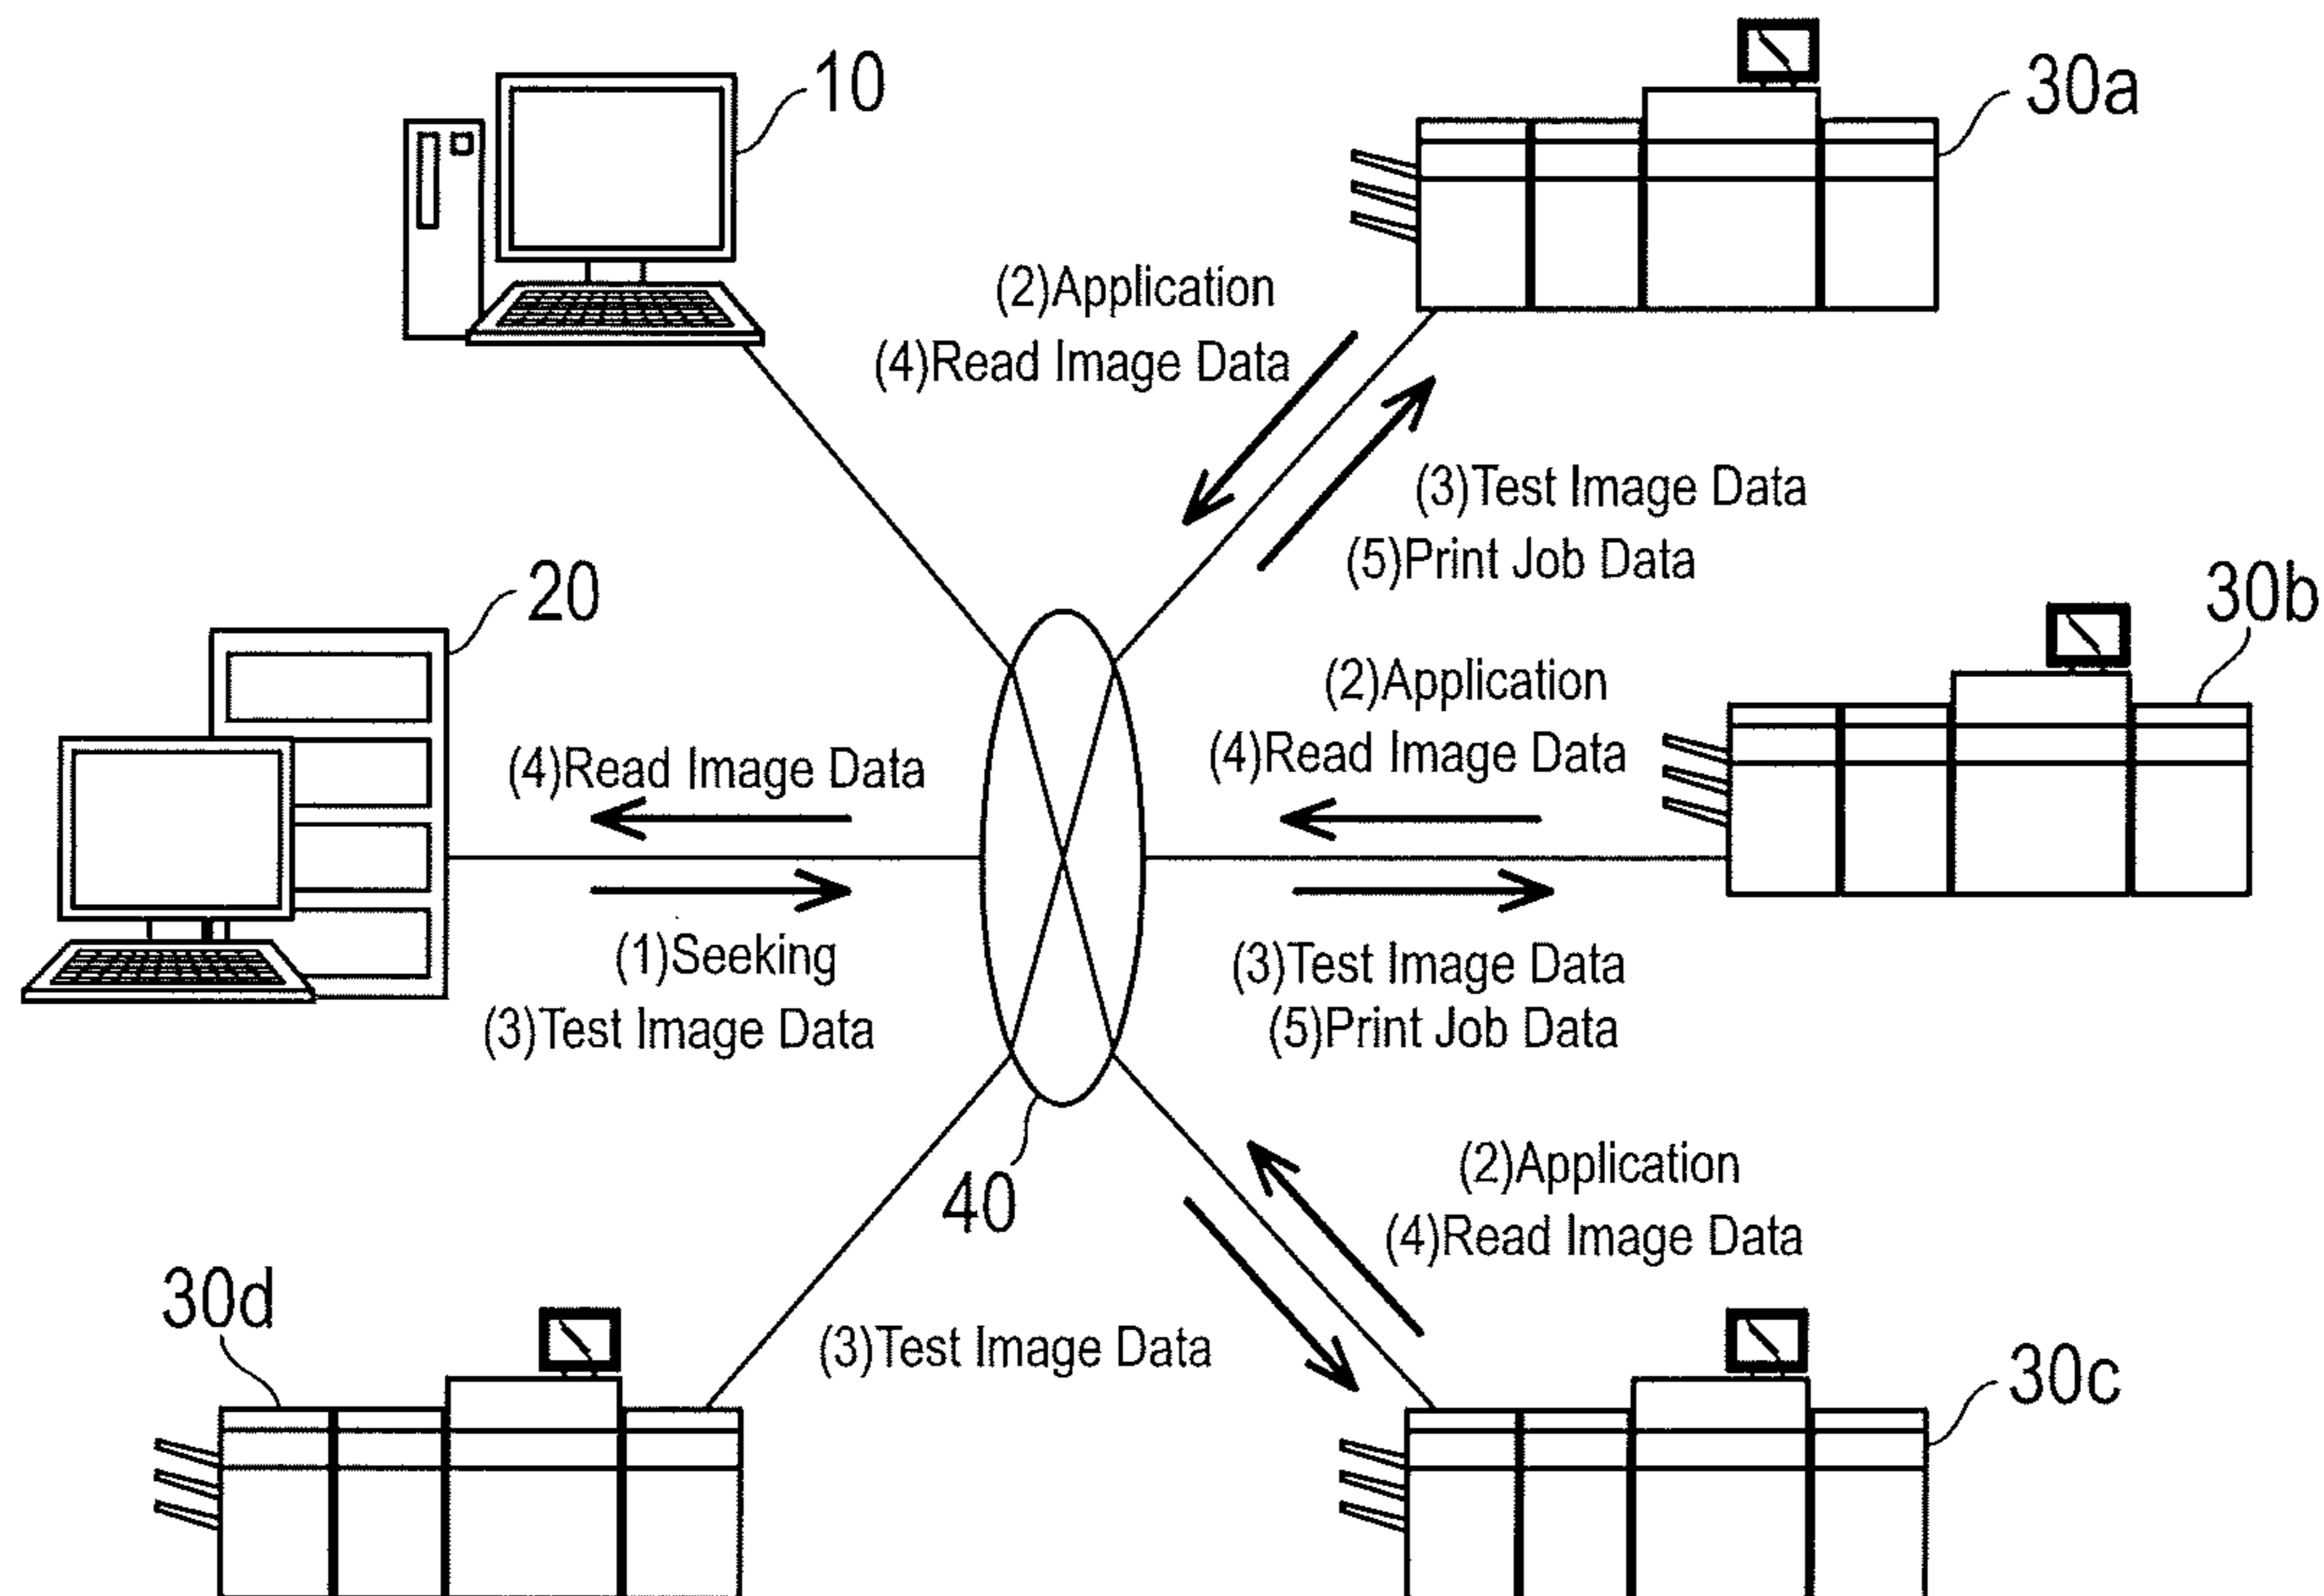 10
30a
(2)Application
(4)Read Image Data
(3)Test Image Data
(5)Print Job Data
20
30b
(2)Application
(4)Read Image Data
(4)Read Image Data
(1)Seeking
(3)Test Image Data
(3)Test Image Data
(5)Print Job Data
40
(2)Application
(4)Read Image Data
30d
(3)Test Image Data
30c